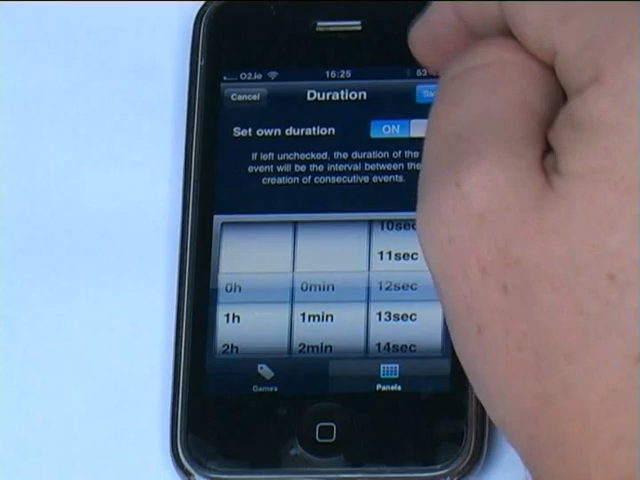 O2.ie 16:25 83
Cancel Duration
Set own duration ON
If left unchecked, the duration of the
event will be the interval between the
creation of consecutive events.
10sec
11sec
0h 0min 12sec
1h 1min 13sec
2h 2min 14sec
Games Panels